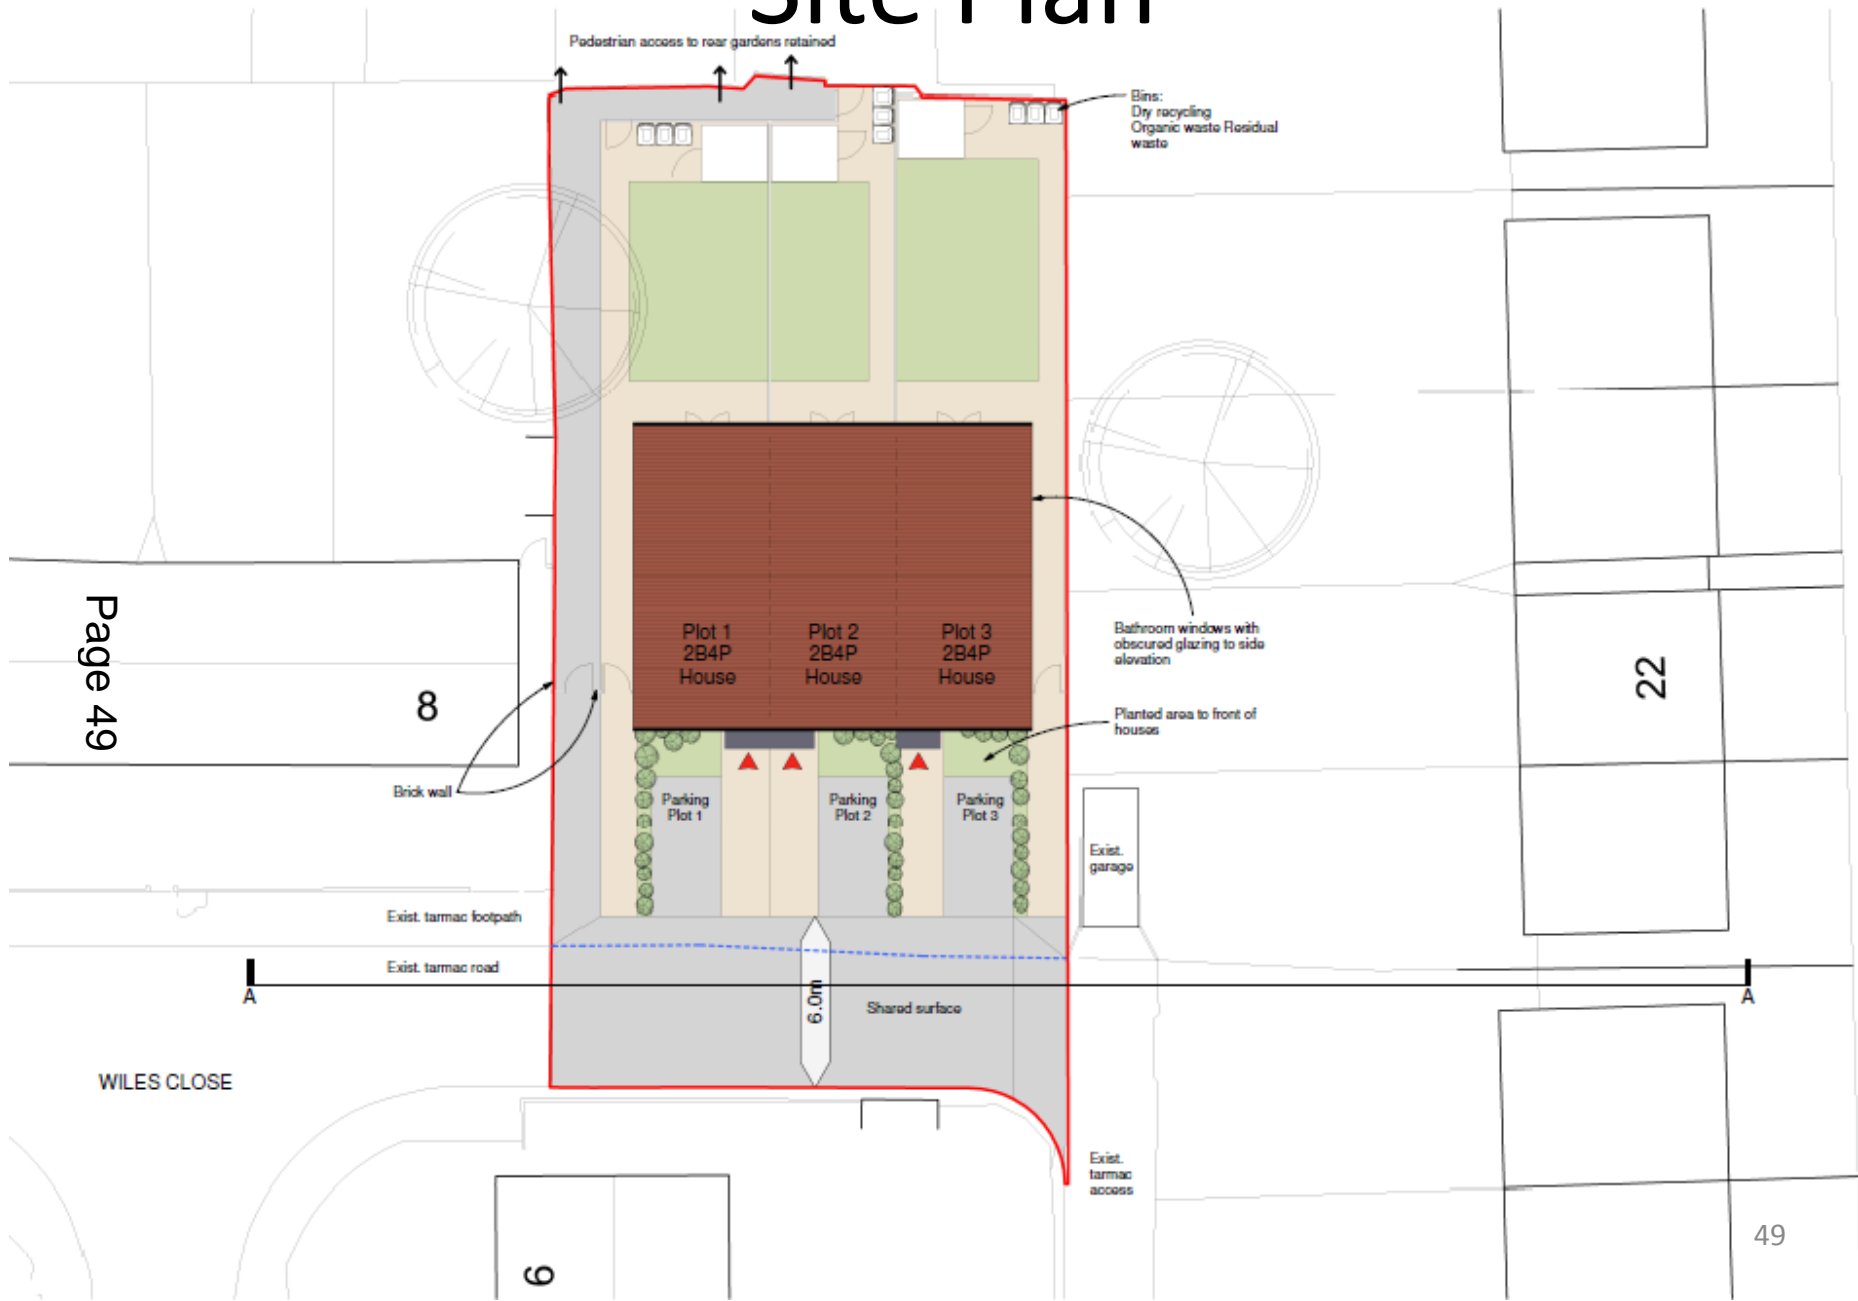 Site Plan
Pedestrian access to rear gardens retained
Bins:
Dry recycling
Organic waste Residual
waste
Bathroom windows with
obscured glazing to side
elevation
Planted area to front of
houses
Plot 1
2B4P
House
Plot 2
2B4P
House
Plot 3
2B4P
House
Page 49
8
22
Brick wall
Parking
Plot 1
Parking
Plot 2
Parking
Plot 3
Exist.
garage
Exist. tarmac footpath
Exist. tarmac road
A
A
6.0m
Shared surface
WILES CLOSE
Exist.
tarmac
access
49